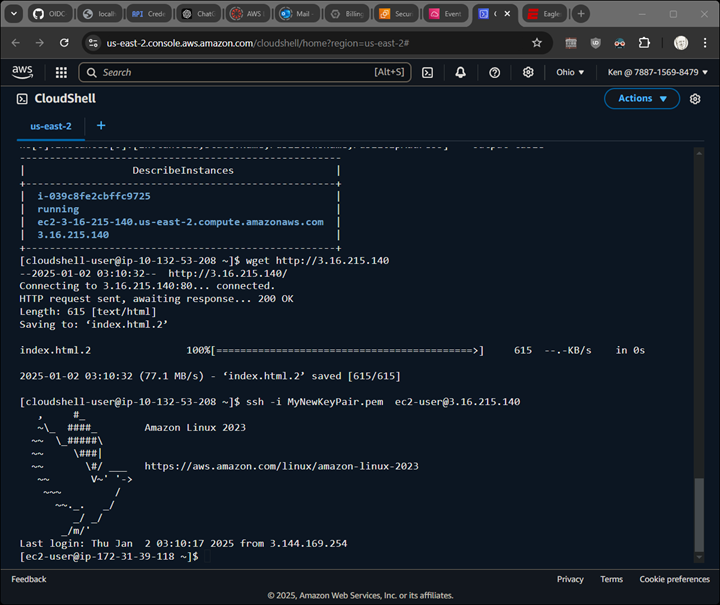 OIDC
localh
BPI Crede
ChatG
AWS I
Mail -
Billing
Secur
Event
C
Eagle
us-east-2.console.aws.amazon.com/cloudshell/home?region=us-east-2#
aws
Search
[Alt+S]
Ohio
Ken @ 7887-1569-8479
CloudShell
Actions
us-east-2
DescribeInstances
i-039c8fe2cbffc9725
running
ec2-3-16-215-140.us-east-2.compute.amazonaws.com
3.16.215.140
[cloudshell-user@ip-10-132-53-208 ~]$ wget http://3.16.215.140
--2025-01-02 03:10:32-- http://3.16.215.140/
Connecting to 3.16.215.140:80... connected.
HTTP request sent, awaiting response... 200 OK
Length: 615 [text/html]
Saving to: ‘index.html.2’
index.html.2 100%[===========================================>] 615 --.-KB/s in 0s
2025-01-02 03:10:32 (77.1 MB/s) - ‘index.html.2’ saved [615/615]
[cloudshell-user@ip-10-132-53-208 ~]$ ssh -i MyNewKeyPair.pem ec2-user@3.16.215.140
   ,     #_
   ~\_  ####_        Amazon Linux 2023
  ~~  \_#####\
  ~~     \###|
  ~~       \#/ ___   https://aws.amazon.com/linux/amazon-linux-2023
   ~~       V~' '->
    ~~~         /
      ~~._.   _/
         _/ _/
       _/m/'
Last login: Thu Jan  2 03:10:17 2025 from 3.144.169.254
[ec2-user@ip-172-31-39-118 ~]$
Feedback
Privacy
Terms
Cookie preferences
© 2025, Amazon Web Services, Inc. or its affiliates.